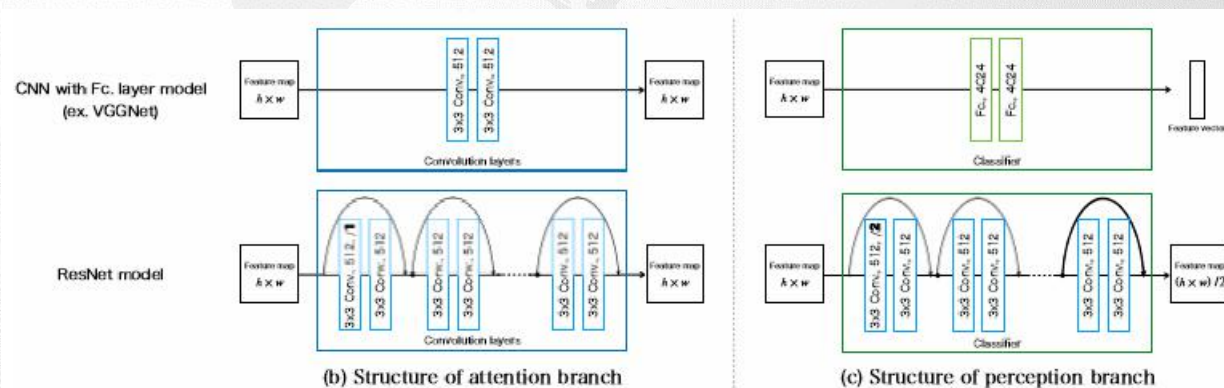 CNN with Fc. layer model
(ex. VGGNet)
Feature map
h × w
3x3 Conv., 512
3x3 Conv., 512
Convolution layers
Feature map
h × w
Feature map
h × w
Fc., 4C24
Fc., 4C24
Classifier
Feature vector
ResNet model
Feature map
h × w
3x3 Conv., 512, /1
3x3 Conv., 512
3x3 Conv., 512
3x3 Conv., 512
3x3 Conv., 512
3x3 Conv., 512
Convolution layers
Feature map
h × w
Feature map
h × w
3x3 Conv., 512, /2
3x3 Conv., 512
3x3 Conv., 512
3x3 Conv., 512
3x3 Conv., 512
3x3 Conv., 512
Classifier
Feature map
(h × w) /2
(b) Structure of attention branch
(c) Structure of perception branch